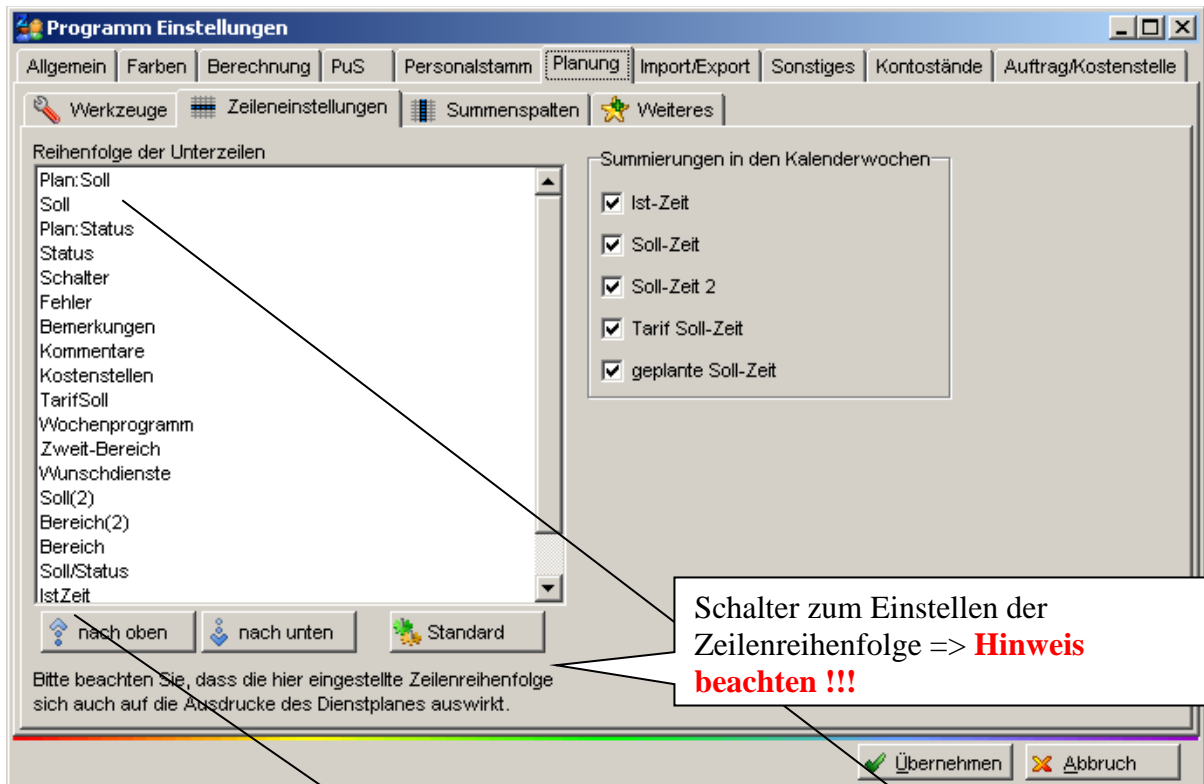 Programm Einstellungen
Allgemein Farben Berechnung PuS Personalstamm Planung Import/Export Sonstiges Kontostände Auftrag/Kostenstelle
Werkzeuge Zeileneinstellungen Summenspalten Weiteres
Reihenfolge der Unterzeilen
Plan:Soll
Soll
Plan:Status
Status
Schalter
Fehler
Bemerkungen
Kommentare
Kostenstellen
TarifSoll
Wochenprogramm
Zweit-Bereich
Wunschdienste
Soll(2)
Bereich(2)
Bereich
Soll/Status
IstZeit
Summierungen in den Kalenderwochen
Ist-Zeit
Soll-Zeit
Soll-Zeit 2
Tarif Soll-Zeit
geplante Soll-Zeit
nach oben nach unten Standard
Bitte beachten Sie, dass die hier eingestellte Zeilenreihenfolge
sich auch auf die Ausdrucke des Dienstplanes auswirkt.
Schalter zum Einstellen der
Zeilenreihenfolge => Hinweis
beachten !!!
Übernehmen Abbruch